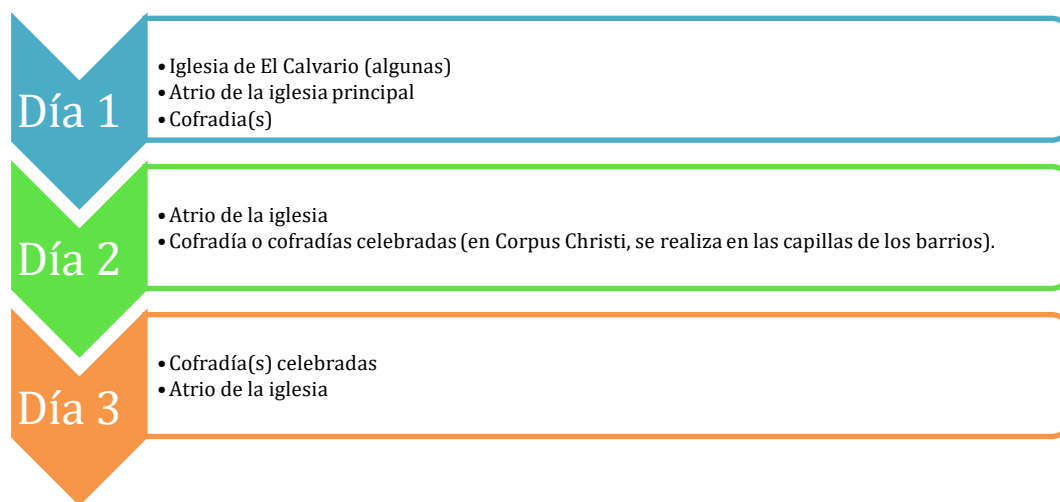 Día 1
• Iglesia de El Calvario (algunas)
• Atrio de la iglesia principal
• Cofradia(s)
Día 2
• Atrio de la iglesia
• Cofradía o cofradías celebradas (en Corpus Christi, se realiza en las capillas de los barrios).
Día 3
• Cofradía(s) celebradas
• Atrio de la iglesia